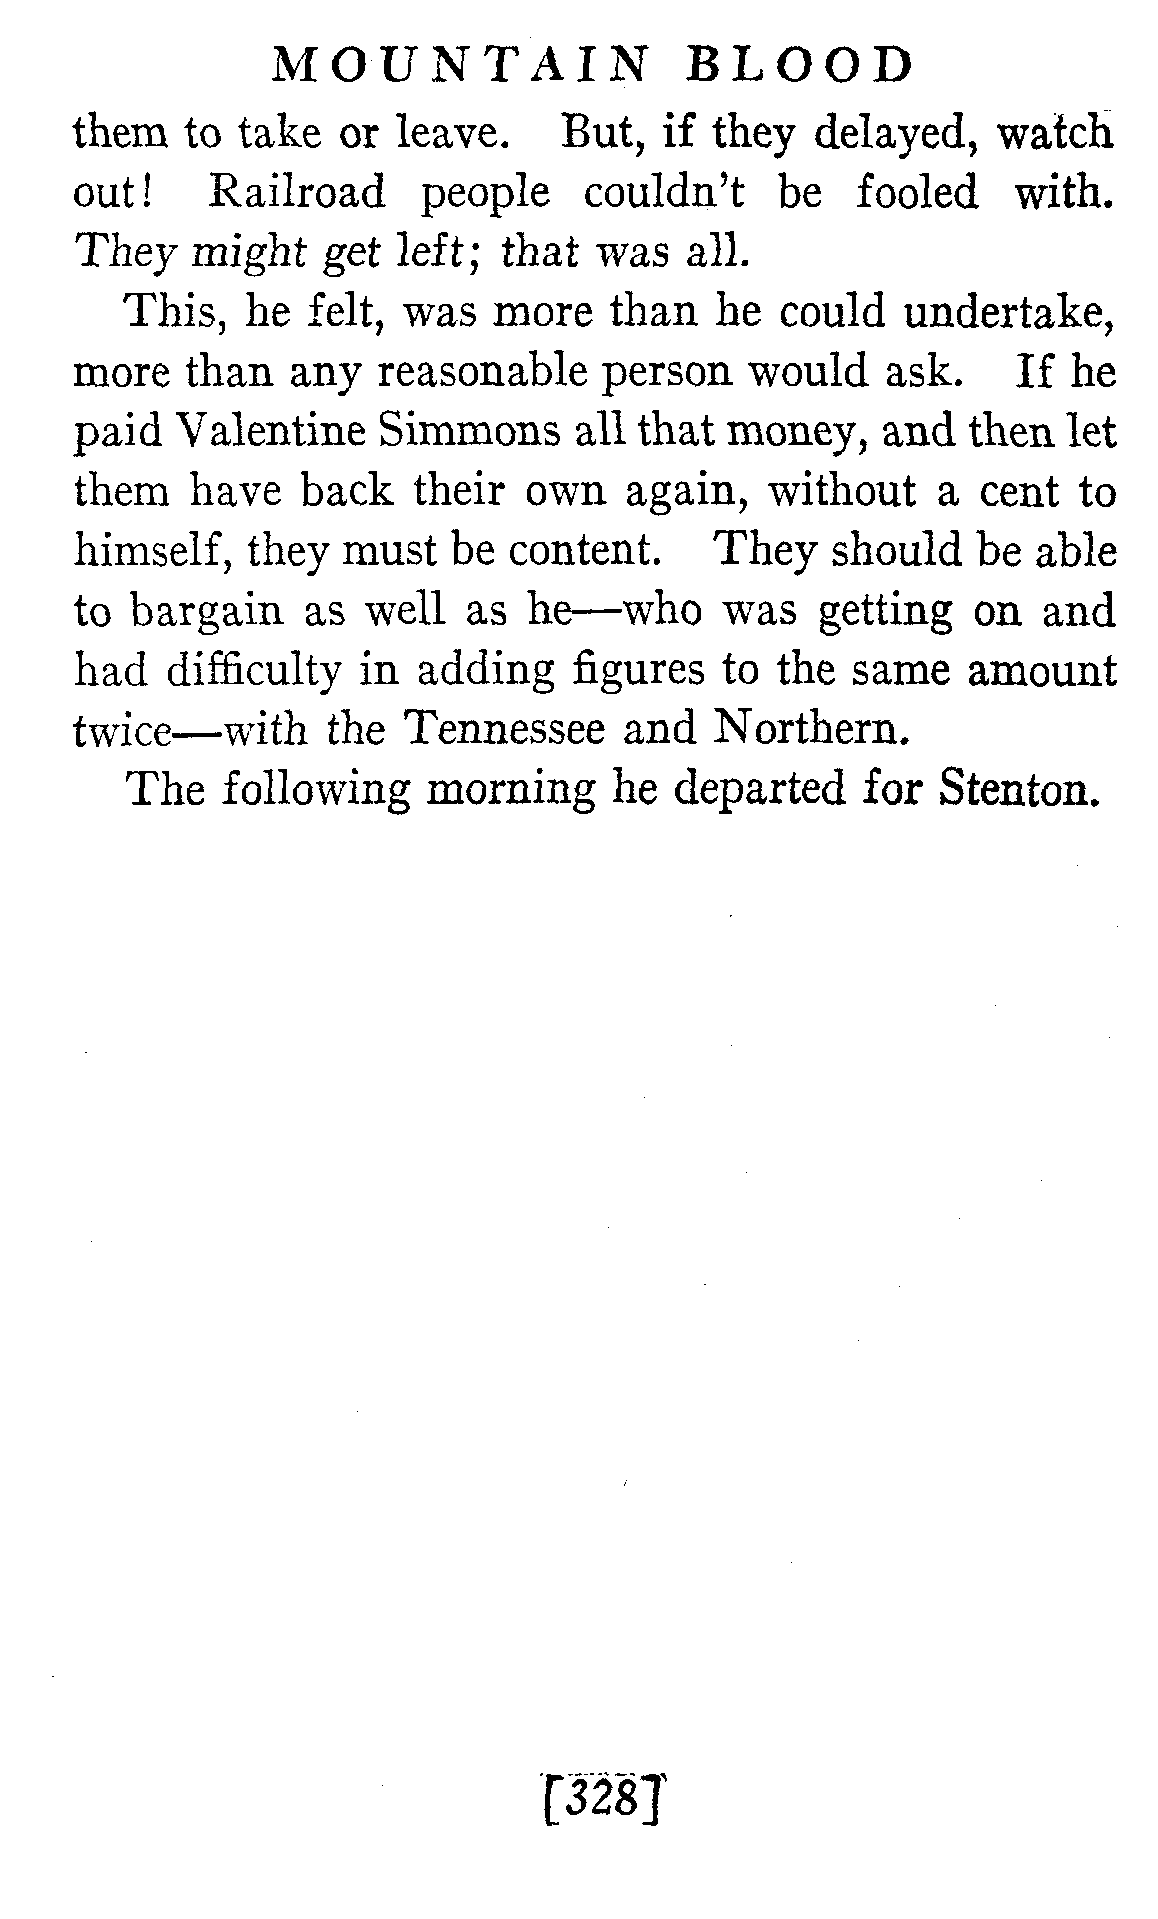 MOUNTAIN BLOOD
them to take or leave. But, if they delayed, watch
out! Railroad people couldn't be fooled with.
They might get left; that was all.
This, he felt, was more than he could undertake,
more than any reasonable person would ask. If he
paid Valentine Simmons all that money, and then let
them have back their own again, without a cent to
himself, they must be content. They should be able
to bargain as well as he—who was getting on and
had difficulty in adding figures to the same amount
twice—with the Tennessee and Northern.
The following morning he departed for Stenton.
[328]